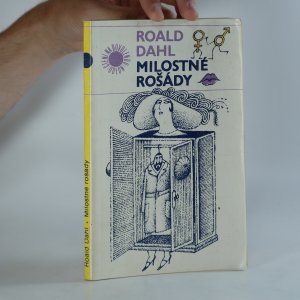 ROALD
DAHL
MILOSTNÉ
ROŠÁDY
Roald Dahl • Milostné rošády